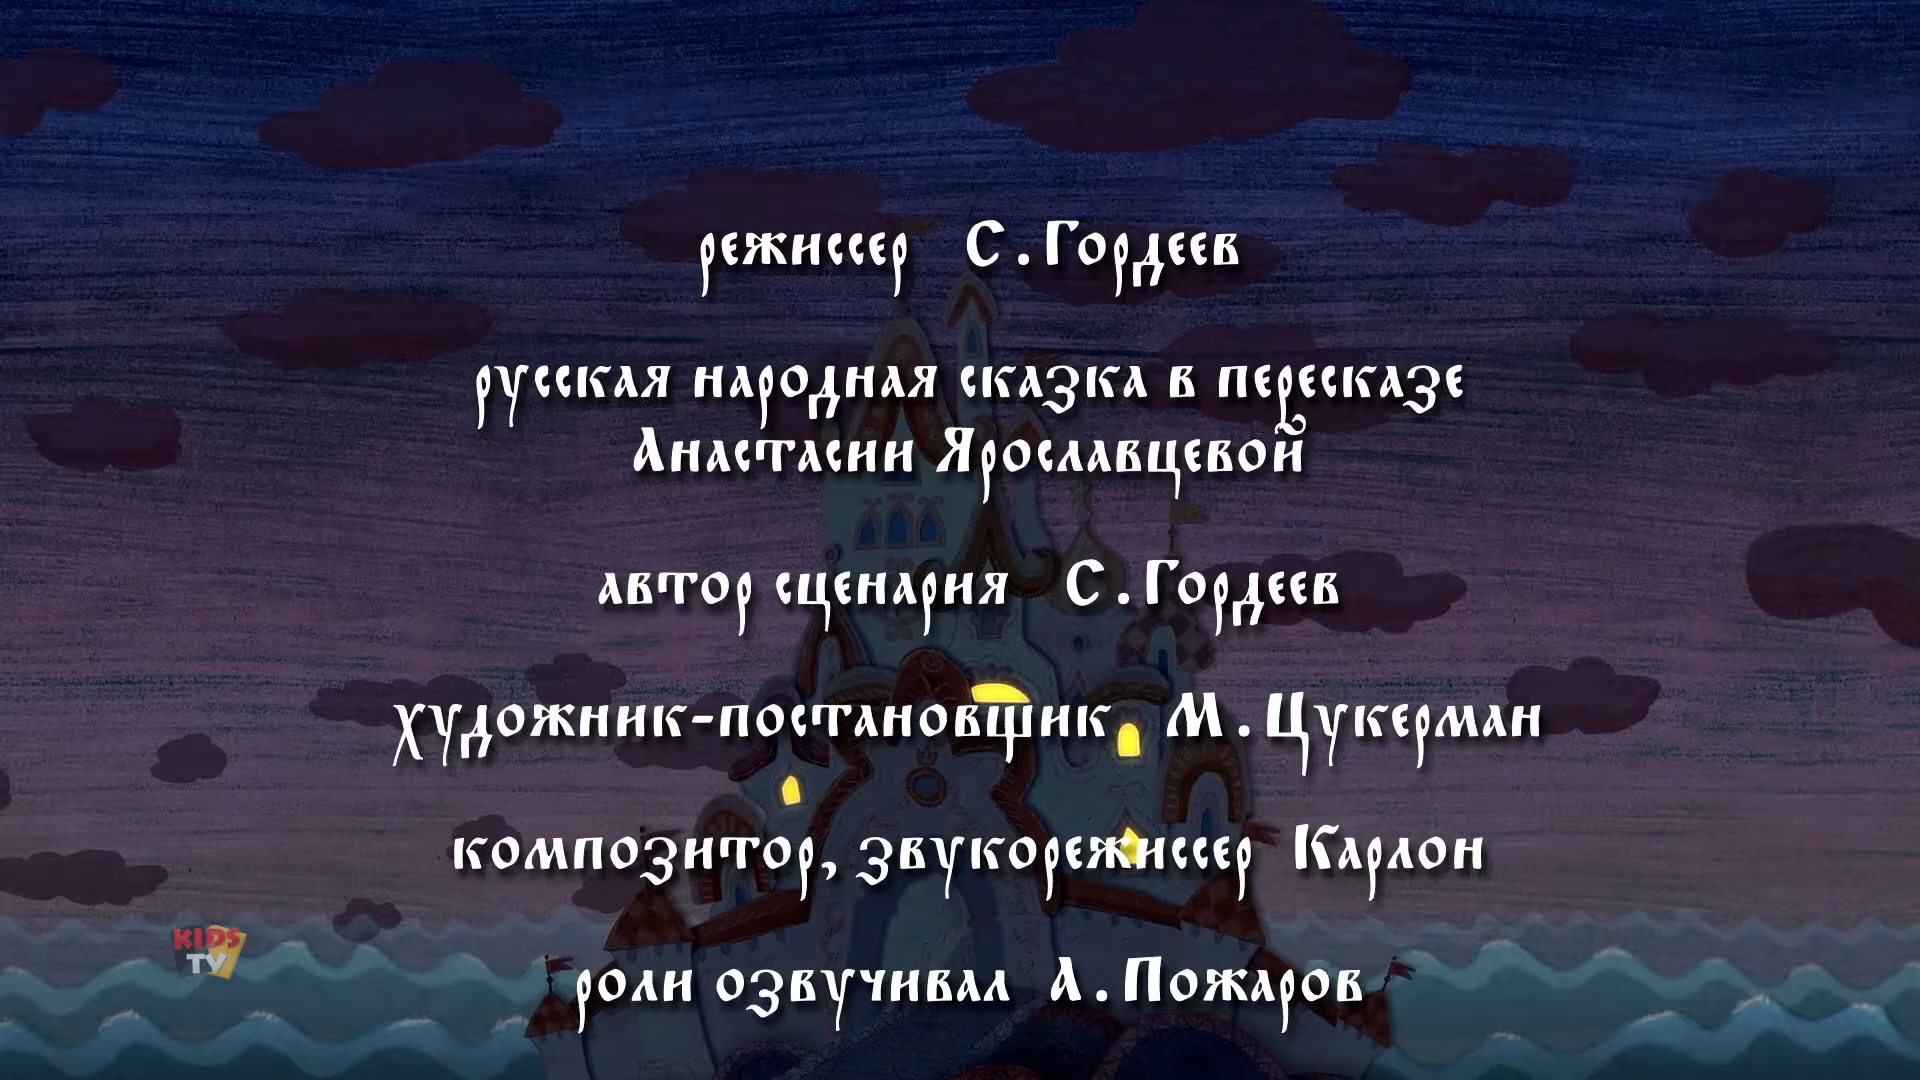 режиссер С.Гордеев
русская народная сказка в пересказе
Анастасии Ярославцевой
автор сценария С.Гордеев
художник-постановщик М.Цукерман
композитор, звукорежиссер Карлон
KIDS
TV
роли озвучивал А.Пожаров